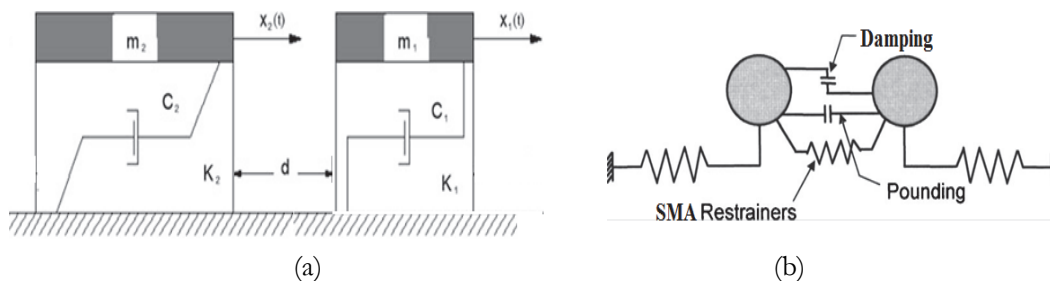 X₂(t)
X₁(t)
m₂
m₁
C₂
C₁
K₂
d
K₁
Damping
Pounding
SMA Restrainers
(a)
(b)